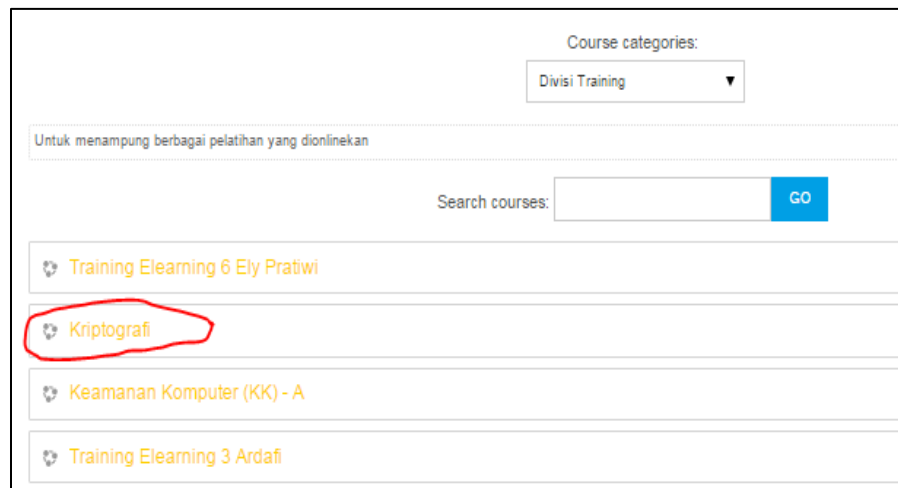 Course categories:
Divisi Training
Untuk menampung berbagai pelatihan yang dionlinekan
Search courses:
GO
Training Elearning 6 Ely Pratiwi
Kriptografi
Keamanan Komputer (KK) - A
Training Elearning 3 Ardafi